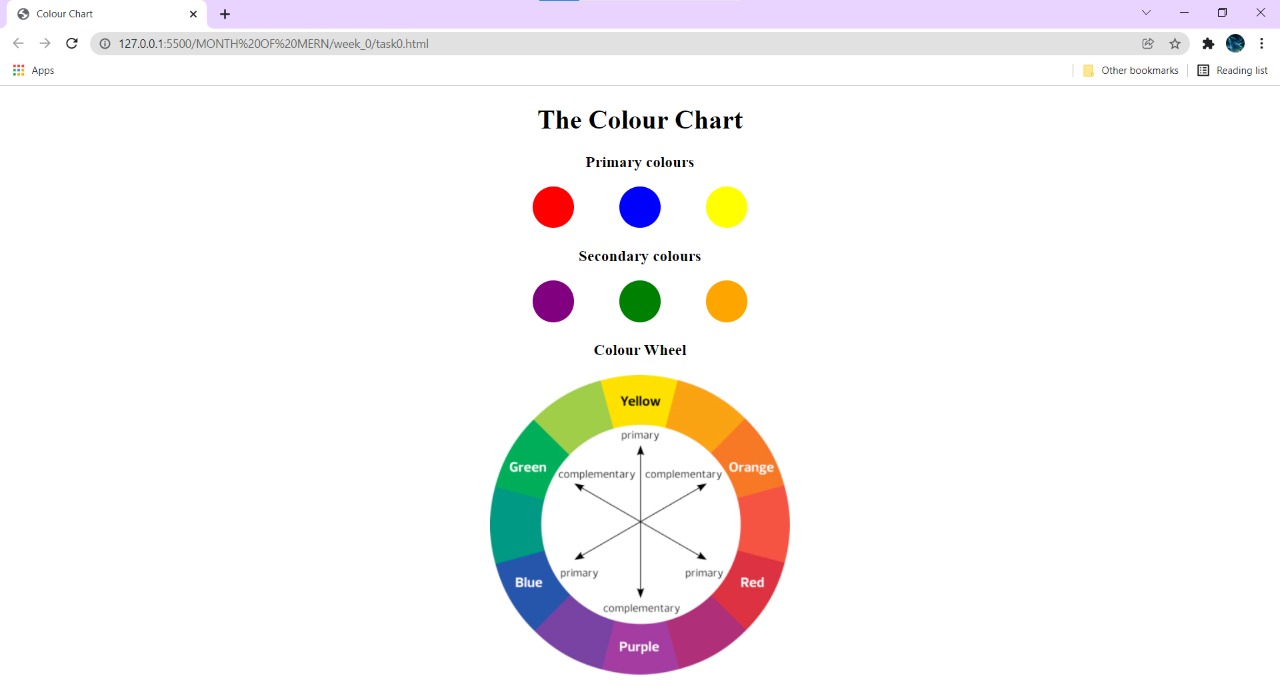 Colour Chart
127.0.0.1:5500/MONTH%20OF%20MERN/week_0/task0.html
Apps
Other bookmarks
Reading list
The Colour Chart
Primary colours
Secondary colours
Colour Wheel
Yellow
primary
Green
complementary
complementary
Orange
Blue
primary
primary
Red
complementary
Purple